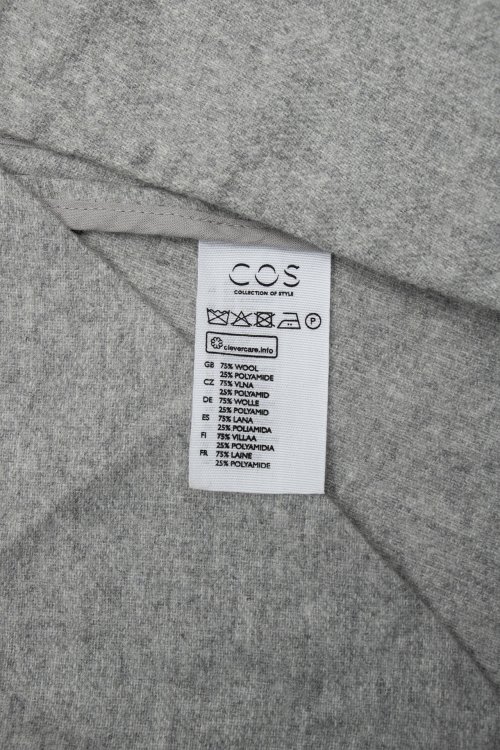 COS
COLLECTION OF STYLE
P
clevercare.info
GB 75% WOOL
25% POLYAMIDE
CZ 75% VLNA
25% POLYAMID
DE 75% WOLLE
25% POLYAMID
ES 75% LANA
25% POLIAMIDA
FI 75% VILLAA
25% POLYAMIDIA
FR 75% LAINE
25% POLYAMIDE